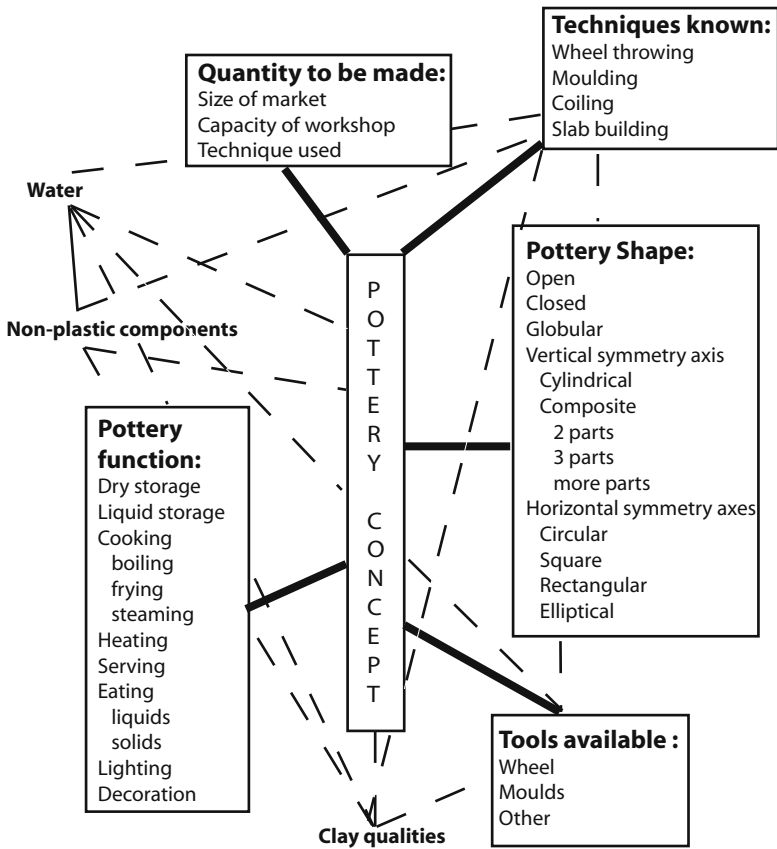 Techniques known:
Wheel throwing
Moulding
Coiling
Slab building
Quantity to be made:
Size of market
Capacity of workshop
Technique used
Water
Non-plastic components
POTTERY CONCEPT
Pottery Shape:
Open
Closed
Globular
Vertical symmetry axis
Cylindrical
Composite
2 parts
3 parts
more parts
Horizontal symmetry axes
Circular
Square
Rectangular
Elliptical
Pottery
function:
Dry storage
Liquid storage
Cooking
boiling
frying
steaming
Heating
Serving
Eating
liquids
solids
Lighting
Decoration
Tools available :
Wheel
Moulds
Other
Clay qualities